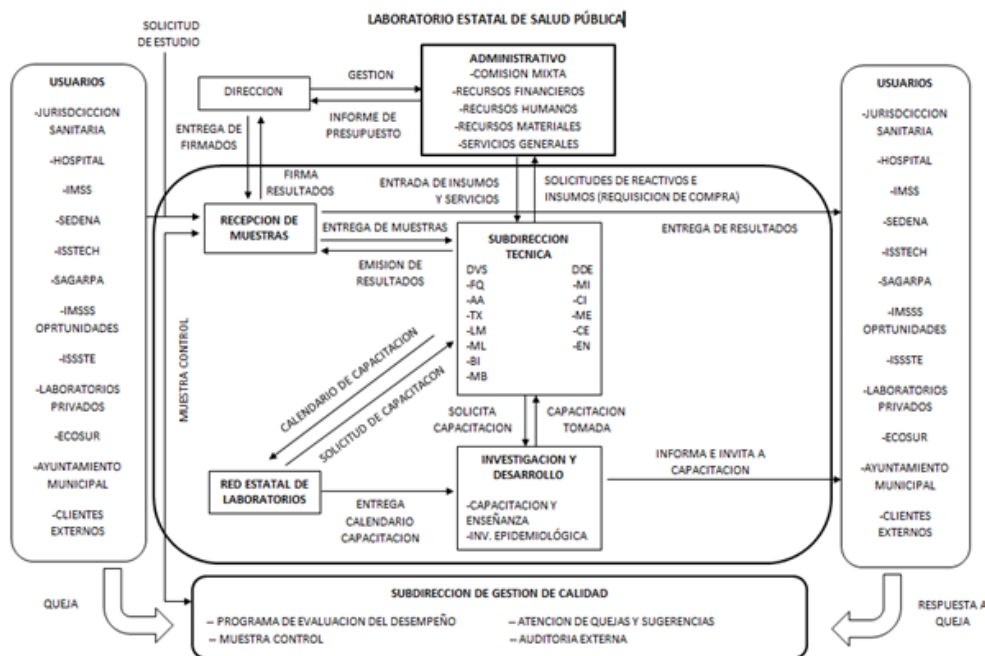 LABORATORIO ESTATAL DE SALUD PÚBLICA
SOLICITUD
DE ESTUDIO
USUARIOS
-JURISDCICCION
SANITARIA
-HOSPITAL
-IMSS
-SEDENA
-ISSTECH
-SAGARPA
-IMSSS
OPRTUNIDADES
-ISSSTE
-LABORATORIOS
PRIVADOS
-ECOSUR
-AYUNTAMIENTO
MUNICIPAL
-CLIENTES
EXTERNOS
DIRECCION
GESTION
INFORME DE
PRESUPUESTO
ADMINISTRATIVO
-COMISION MIXTA
-RECURSOS FINANCIEROS
-RECURSOS HUMANOS
-RECURSOS MATERIALES
-SERVICIOS GENERALES
ENTREGA DE
FIRMADOS
FIRMA
RESULTADOS
ENTRADA DE INSUMOS
Y SERVICIOS
SOLICITUDES DE REACTIVOS E
INSUMOS (REQUISICION DE COMPRA)
RECEPCION DE
MUESTRAS
ENTREGA DE MUESTRAS
EMISION DE
RESULTADOS
ENTREGA DE RESULTADOS
SUBDIRECCION
TECNICA
DVS DDE
-FQ -MI
-AA -CI
-TX -ME
-LM -CE
-ML -EN
-BI
-MB
MUESTRA CONTROL
CALENDARIO DE CAPACITACION
SOLICITUD DE CAPACITACON
SOLICITA
CAPACITACION
CAPACITACION
TOMADA
RED ESTATAL DE
LABORATORIOS
ENTREGA
CALENDARIO
CAPACITACION
INVESTIGACION Y
DESARROLLO
-CAPACITACION Y
ENSEÑANZA
-INV. EPIDEMIOLÓGICA
INFORMA E INVITA A
CAPACITACION
USUARIOS
-JURISDCICCION
SANITARIA
-HOSPITAL
-IMSS
-SEDENA
-ISSTECH
-SAGARPA
-IMSSS
OPRTUNIDADES
-ISSSTE
-LABORATORIOS
PRIVADOS
-ECOSUR
-AYUNTAMIENTO
MUNICIPAL
-CLIENTES
EXTERNOS
QUEJA
SUBDIRECCION DE GESTION DE CALIDAD
-- PROGRAMA DE EVALUACION DEL DESEMPEÑO
-- MUESTRA CONTROL
-- ATENCION DE QUEJAS Y SUGERENCIAS
-- AUDITORIA EXTERNA
RESPUESTA A
QUEJA